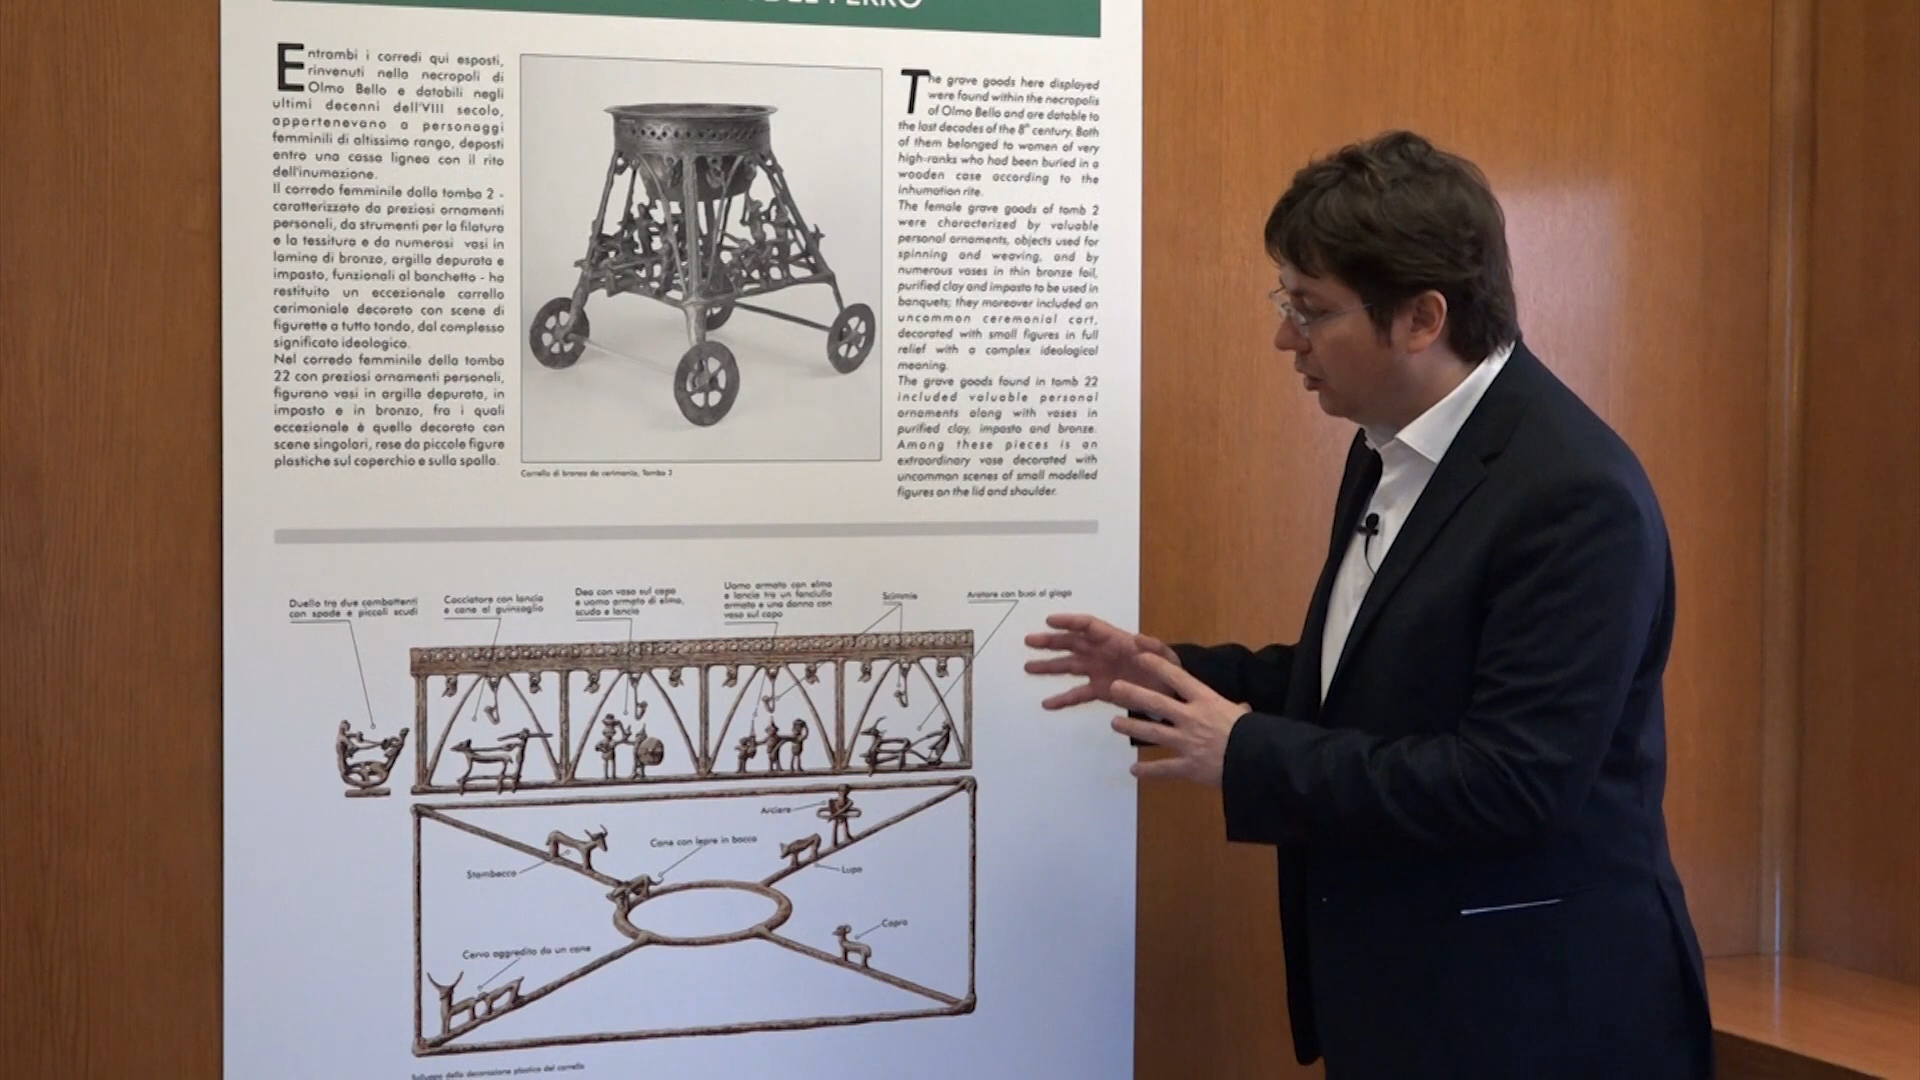 FERRO
Entrambi i corredi qui esposti,
rinvenuti nella necropoli di
Olmo Bello e databili negli
ultimi decenni dell'VIII secolo,
appartenevano a personaggi
femminili di altissimo rango, deposti
entro una cassa lignea con il rito
dell'inumazione.
Il corredo femminile dalla tomba 2 -
caratterizzato da preziosi ornamenti
personali, da strumenti per la filatura
e la tessitura e da numerosi vasi in
lamina di bronzo, argilla depurata e
impasto, funzionali al banchetto - ha
restituito un eccezionale carrello
cerimoniale decorato con scene di
figurette a tutto tondo, dal complesso
significato ideologico.
Nel corredo femminile della tomba
22 con preziosi ornamenti personali,
figurano vasi in argilla depurata, in
impasto e in bronzo, fra i quali
eccezionale è quello decorato con
scene singolari, rese da piccole figure
plastiche sul coperchio e sulla spalla.
Carrello di bronzo da cerimonia, Tomba 2
The grave goods here displayed
were found within the necropolis
of Olmo Bello and are datable to
the last decades of the 8th century. Both
of them belonged to women of very
high-ranks who had been buried in a
wooden case according to the
inhumation rite.
The female grave goods of tomb 2
were characterized by valuable
personal ornaments, objects used for
spinning and weaving, and by
numerous vases in thin bronze foil,
purified clay and impasto to be used in
banquets; they moreover included an
uncommon ceremonial cart,
decorated with small figures in full
relief with a complex ideological
meaning.
The grave goods found in tomb 22
included valuable personal
ornaments along with vases in
purified clay, impasto and bronze.
Among these pieces is an
extraordinary vase decorated with
uncommon scenes of small modelled
figures on the lid and shoulder.
Duello tra due combattenti
con spade e piccoli scudi
Cacciatore con lancia
e cane al guinzaglio
Dea con vaso sul capo
e uomo armato di elmo,
scudo e lancia
Uomo armato con elmo
e lancia tra un fanciullo
armato e una donna con
vaso sul capo
Scimmie
Aratore con buoi al giogo
Arciere
Cane con lepre in bocca
Stambecco
Lupo
Capra
Cervo aggredito da un cane
Sviluppo della decorazione plastica del carrello